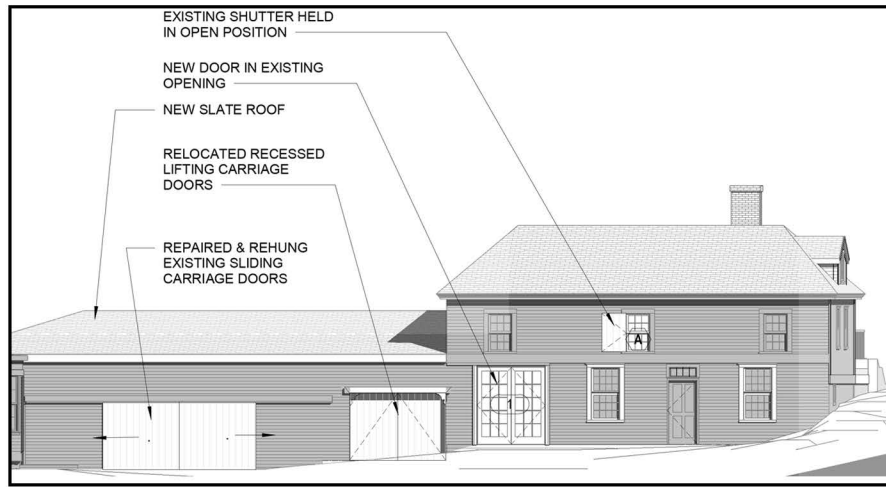 EXISTING SHUTTER HELD
IN OPEN POSITION
NEW DOOR IN EXISTING
OPENING
NEW SLATE ROOF
RELOCATED RECESSED
LIFTING CARRIAGE
DOORS
REPAIRED & REHUNG
EXISTING SLIDING
CARRIAGE DOORS
A
1